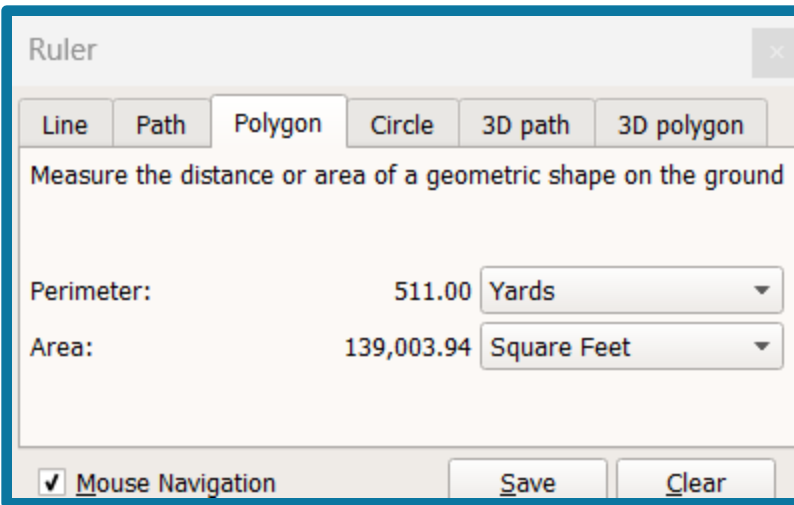 Ruler
Line Path Polygon Circle 3D path 3D polygon
Measure the distance or area of a geometric shape on the ground
Perimeter: 511.00 Yards
Area: 139,003.94 Square Feet
Mouse Navigation Save Clear